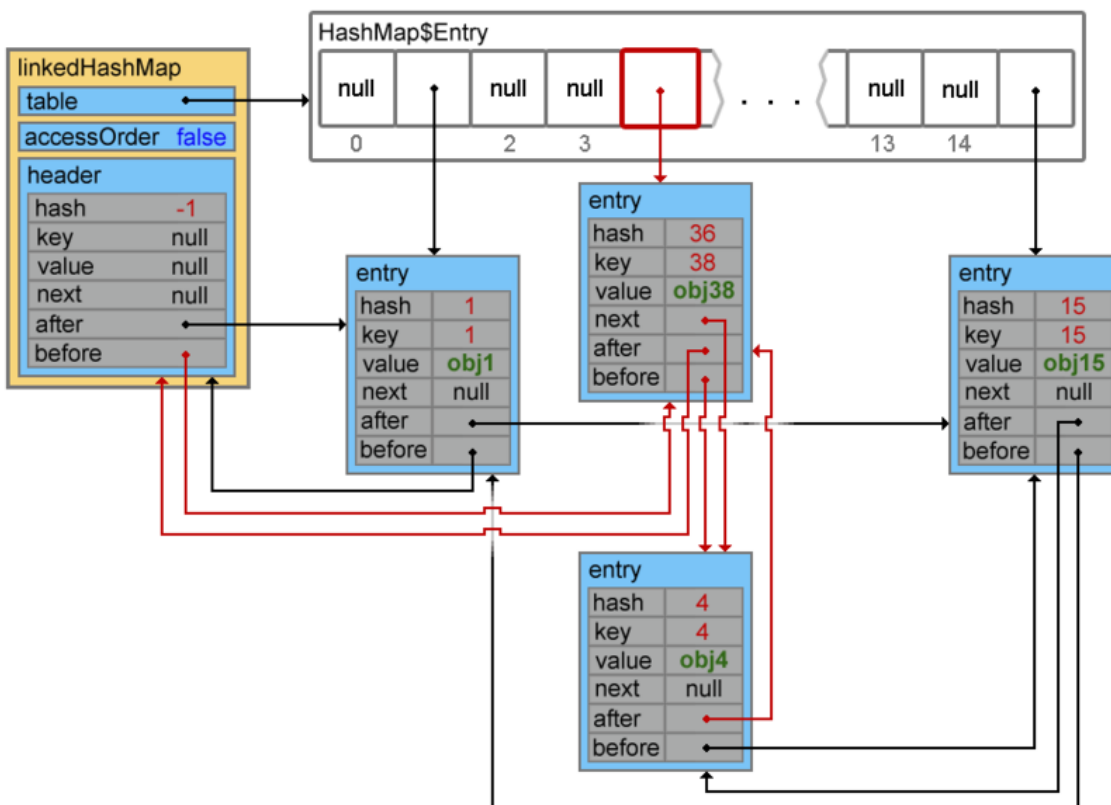 HashMap$Entry
null null null null . . . null null
0 2 3 13 14
linkedHashMap
table
accessOrder false
header
hash -1
key null
value null
next null
after
before
entry
hash 1
key 1
value obj1
next null
after
before
entry
hash 36
key 38
value obj38
next
after
before
entry
hash 15
key 15
value obj15
next null
after
before
entry
hash 4
key 4
value obj4
next null
after
before